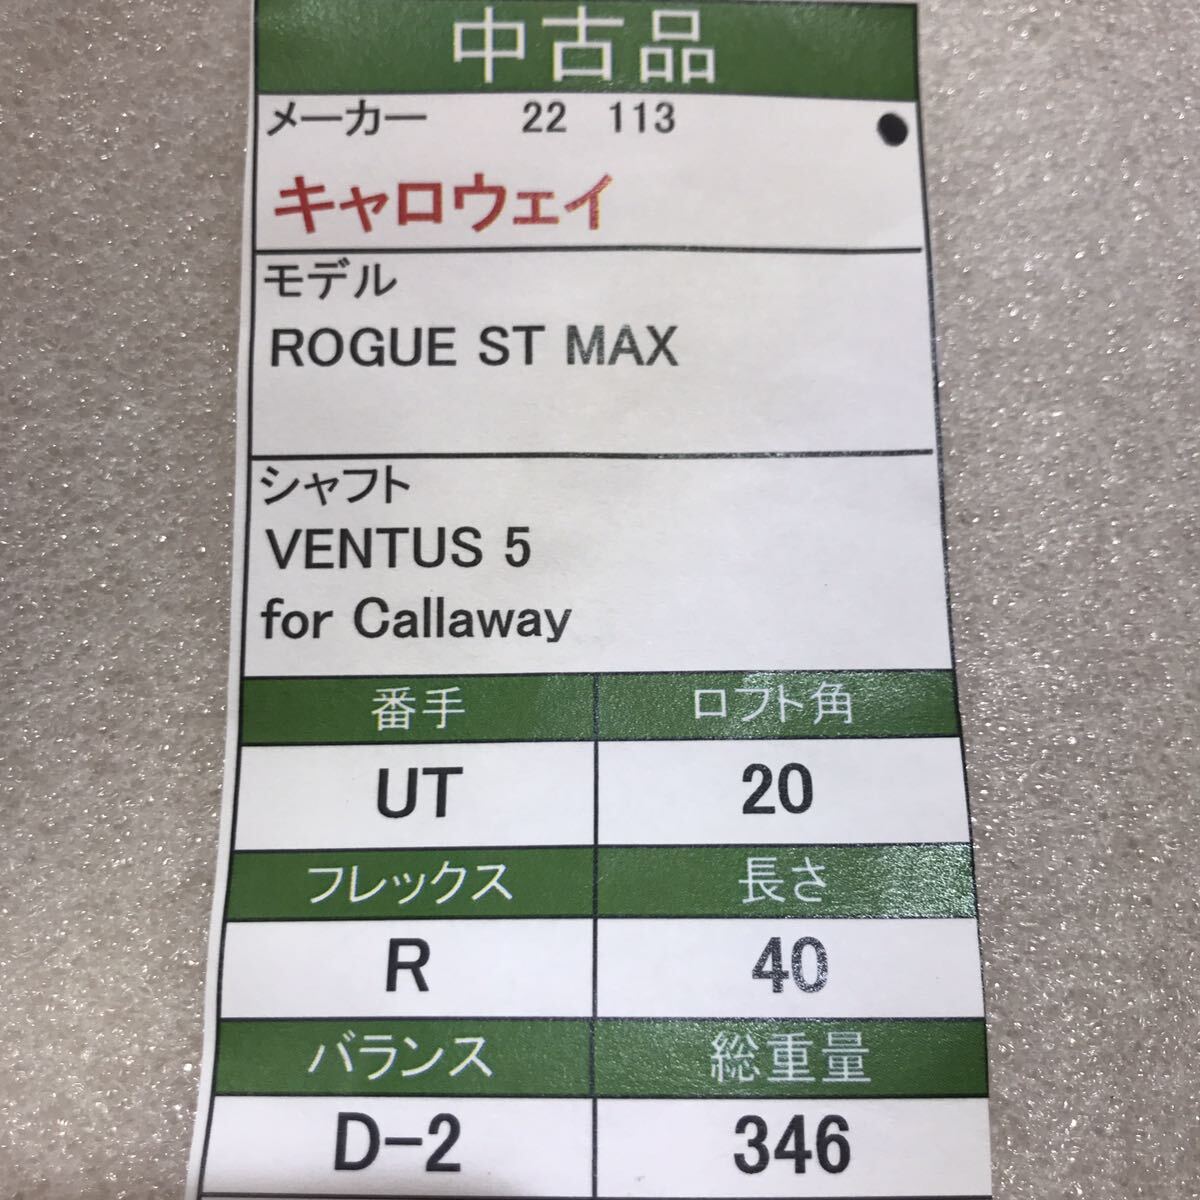 中古品
メーカー 22 113
キャロウェイ
モデル
ROGUE ST MAX
シャフト
VENTUS 5
for Callaway
番手 ロフト角
UT 20
フレックス 長さ
R 40
バランス 総重量
D-2 346